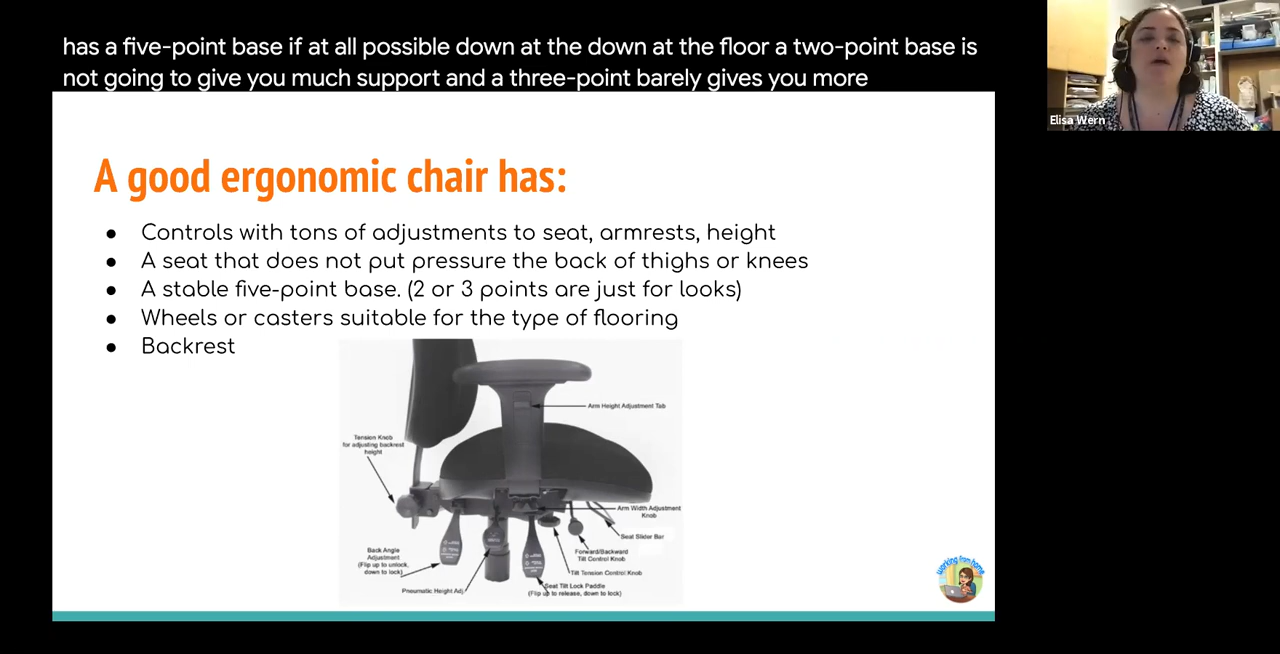 has a five-point base if at all possible down at the down at the floor a two-point base is
not going to give you much support and a three-point barely gives you more
Elisa Wern
A good ergonomic chair has:
● Controls with tons of adjustments to seat, armrests, height
● A seat that does not put pressure the back of thighs or knees
● A stable five-point base. (2 or 3 points are just for looks)
● Wheels or casters suitable for the type of flooring
● Backrest
Arm Height Adjustment Tab
Tension Knob
for adjusting backrest
height
Arm Width Adjustment
Knob
Seat Slider Bar
Forward/Backward
Tilt Control Knob
Back Angle
Adjustment
(Flip up to unlock,
down to lock)
Tilt Tension Control Knob
Pneumatic Height Adj
Seat Tilt Lock Paddle
(Flip up to release, down to lock)
working from home